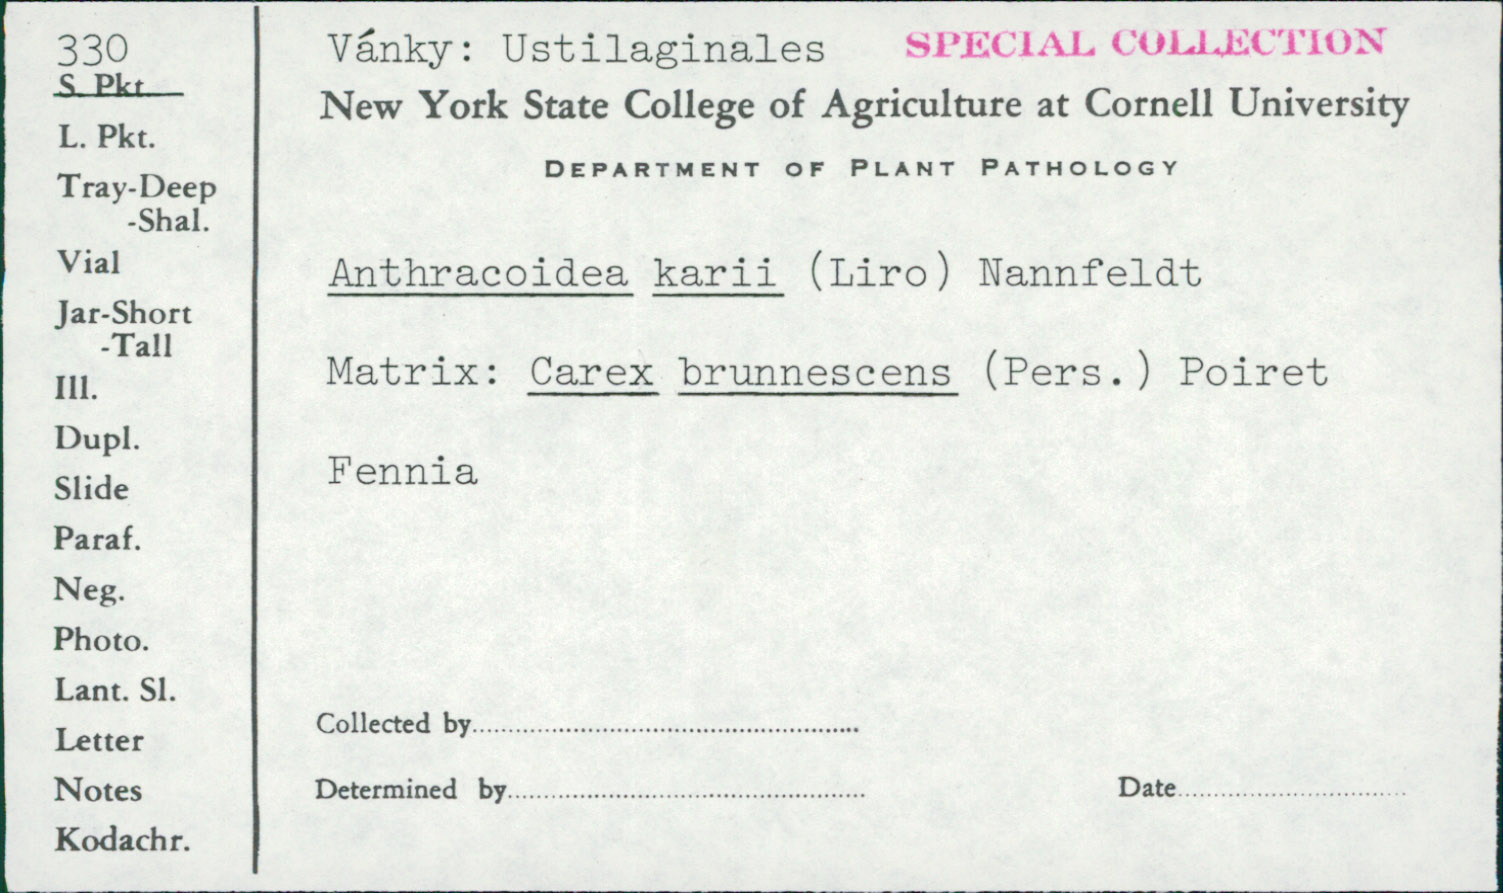 330
S. Pkt
L. Pkt.
Tray-Deep
-Shal.
Vial
Jar-Short
-Tall
Ill.
Dupl.
Slide
Paraf.
Neg.
Photo.
Lant. Sl.
Letter
Notes
Kodachr.
Vánky: Ustilaginales SPECIAL COLLECTION
New York State College of Agriculture at Cornell University
DEPARTMENT OF PLANT PATHOLOGY
Anthracoidea karii (Liro) Nannfeldt
Matrix: Carex brunnescens (Pers.) Poiret
Fennia
Collected by
Determined by Date